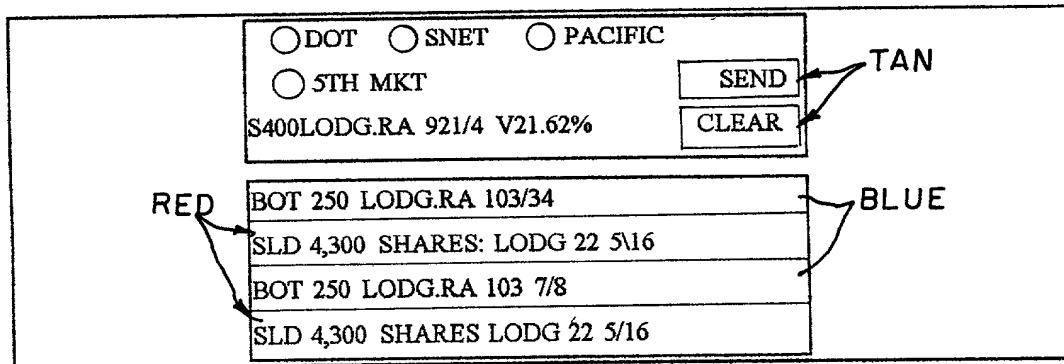 DOT SNET PACIFIC
5TH MKT SEND TAN
S400LODG.RA 921/4 V21.62% CLEAR
RED BOT 250 LODG.RA 103/34 BLUE
SLD 4,300 SHARES: LODG 22 5\16
BOT 250 LODG.RA 103 7/8
SLD 4,300 SHARES LODG 22 5/16